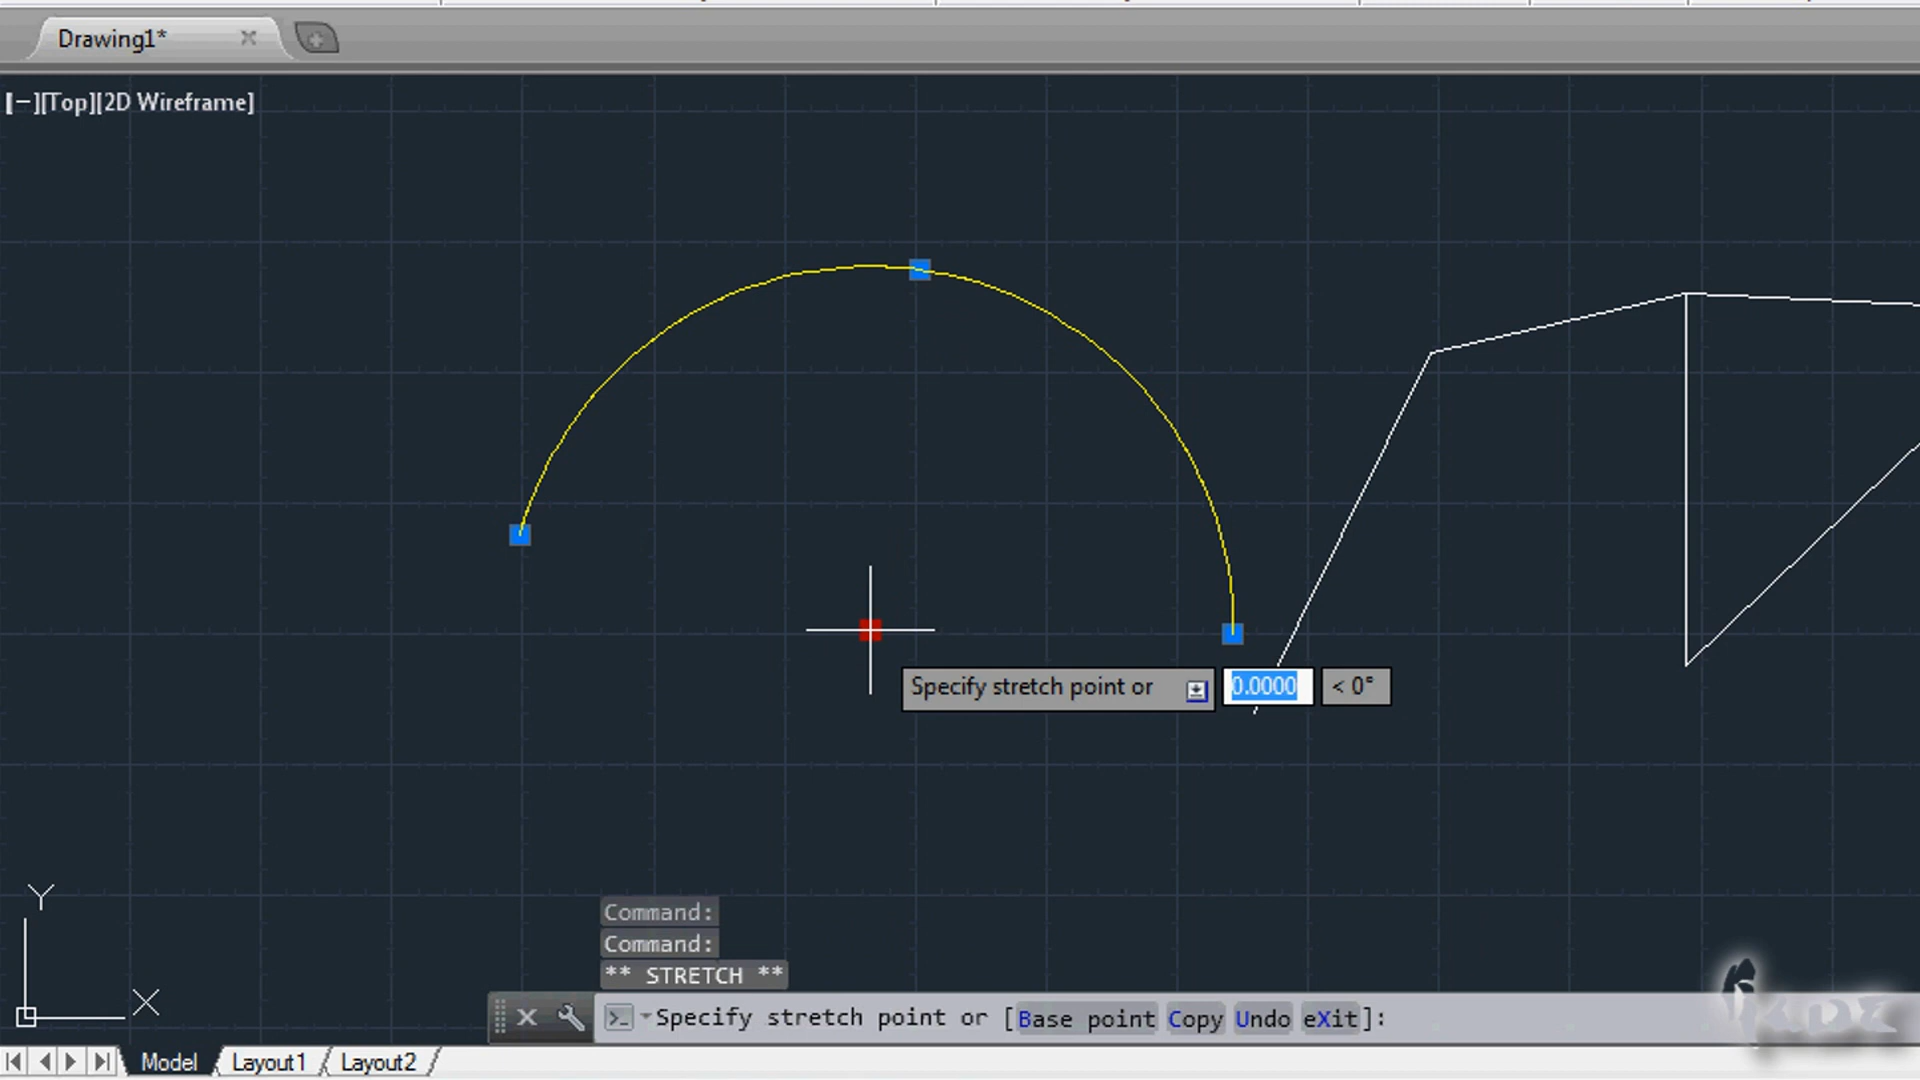 Drawing1*
[−][Top][2D Wireframe]
Specify stretch point or 0.0000 < 0°
Y
X
Command:
Command:
** STRETCH **
Specify stretch point or [Base point Copy Undo eXit]:
Model Layout1 Layout2